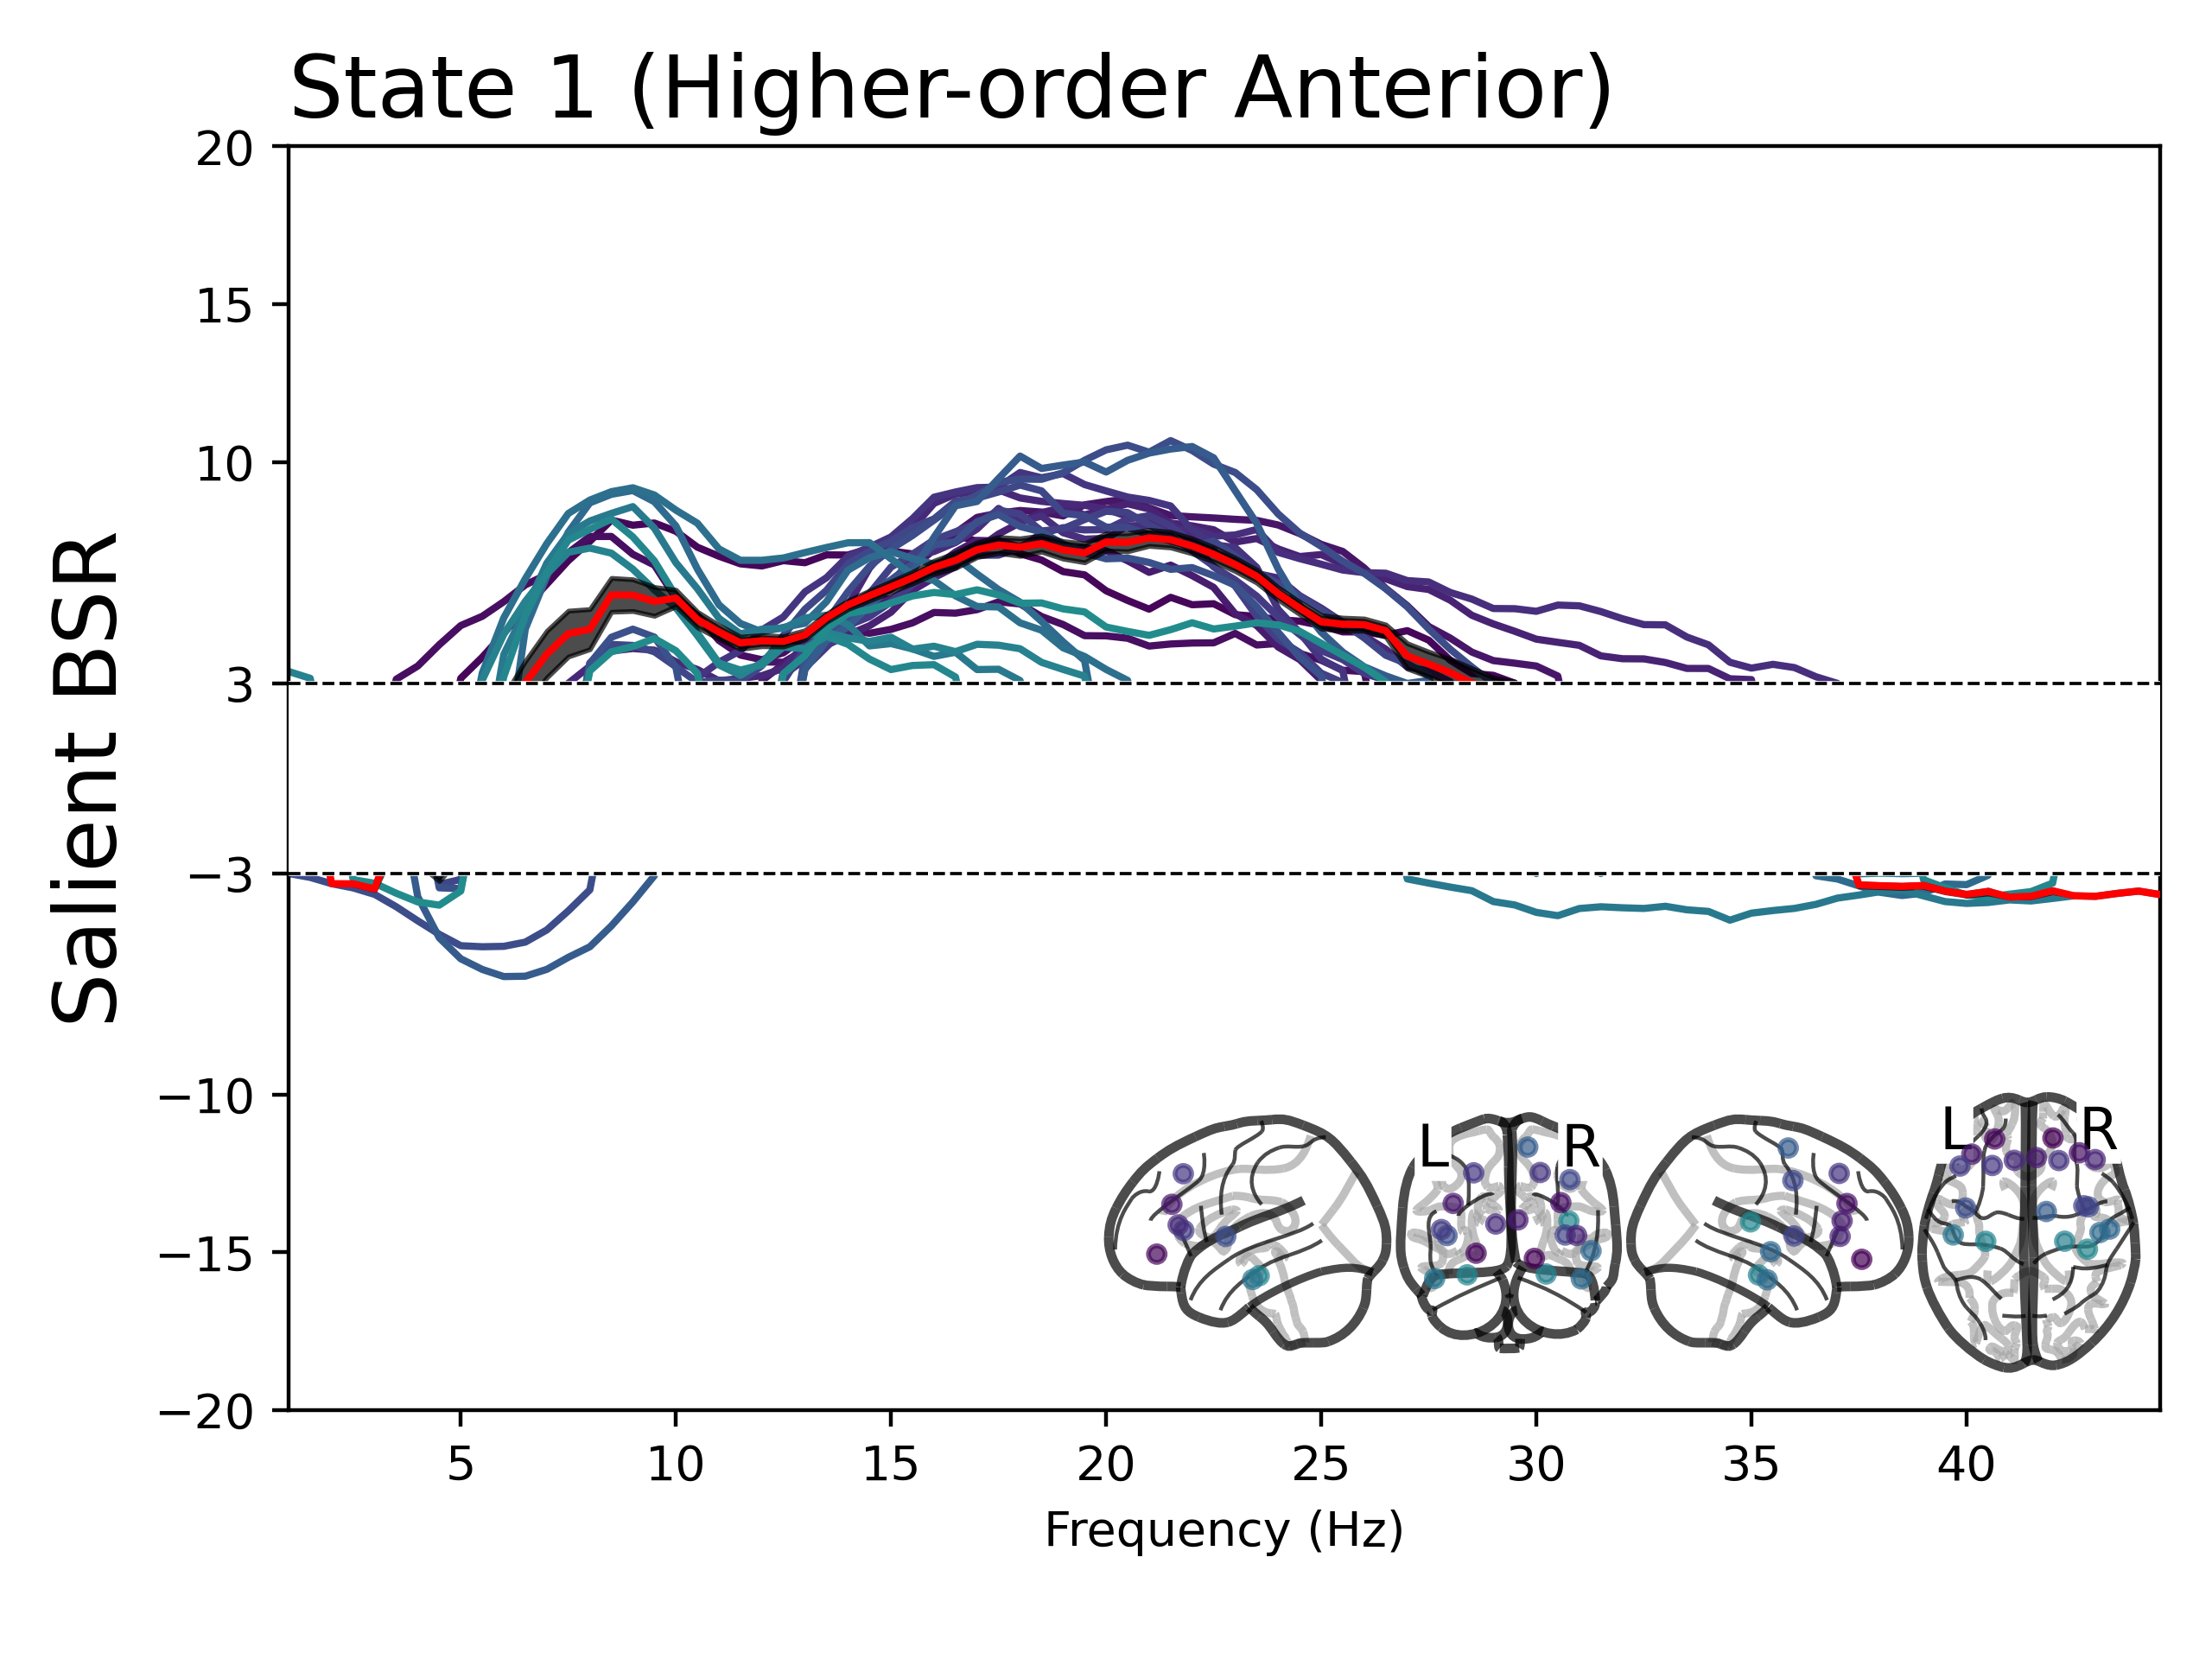 State 1 (Higher-order Anterior)
Salient BSR
20
15
10
3
−3
−10
−15
−20
L R L R
5 10 15 20 25 30 35 40
Frequency (Hz)